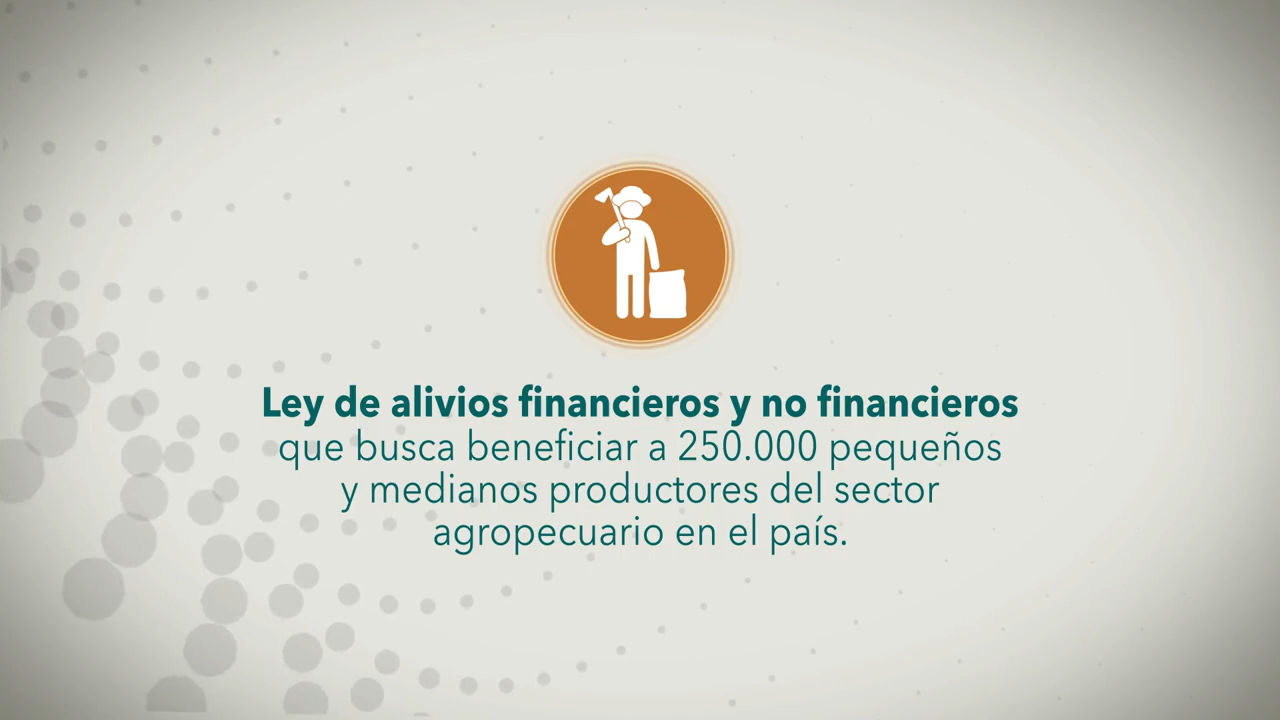 Ley de alivios financieros y no financieros
que busca beneficiar a 250.000 pequeños
y medianos productores del sector
agropecuario en el país.